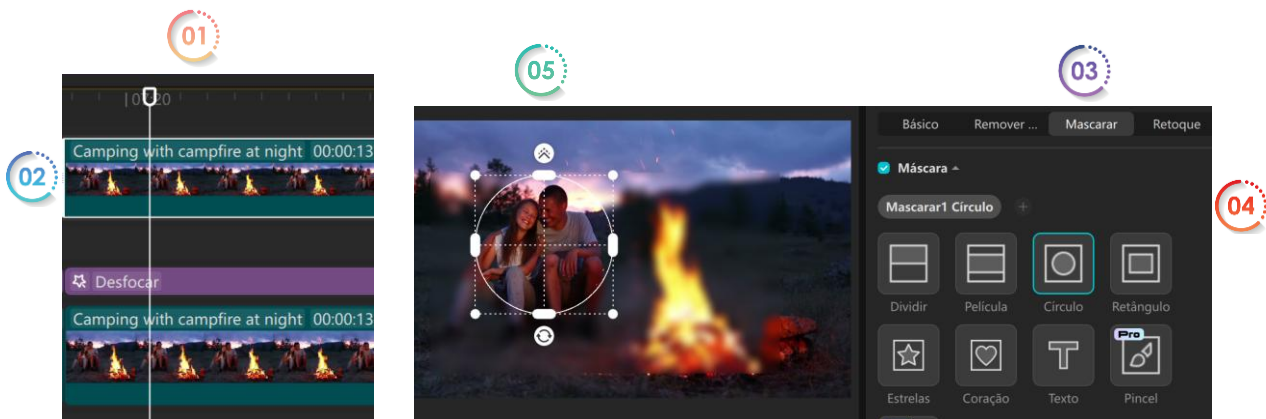 01
05
03
02
04
07:20
Camping with campfire at night 00:00:13
Desfocar
Camping with campfire at night 00:00:13
Básico Remover ... Mascarar Retoque
Máscara
Mascarar1 Círculo +
Dividir Película Círculo Retângulo
Pro
Estrelas Coração Texto Pincel